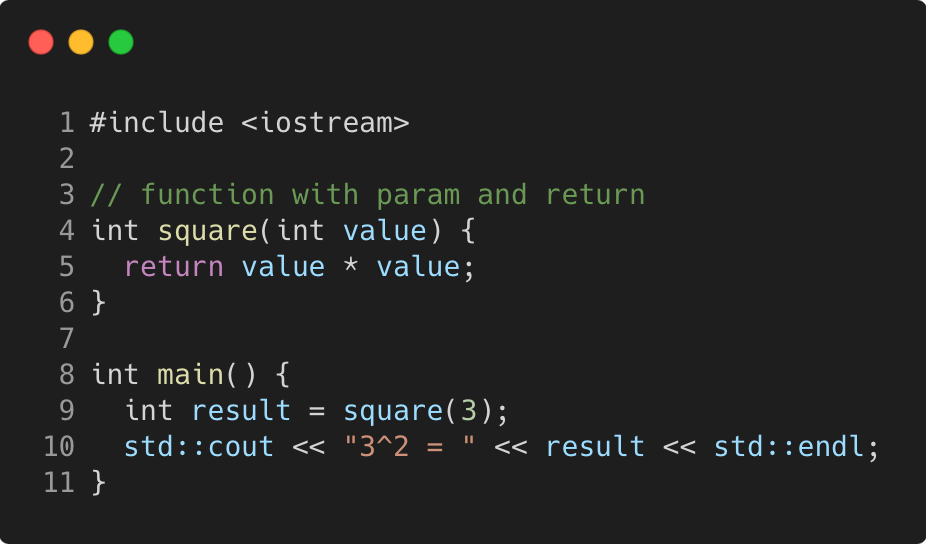 1 #include <iostream>
2
3 // function with param and return
4 int square(int value) {
5   return value * value;
6 }
7
8 int main() {
9   int result = square(3);
10   std::cout << "3^2 = " << result << std::endl;
11 }